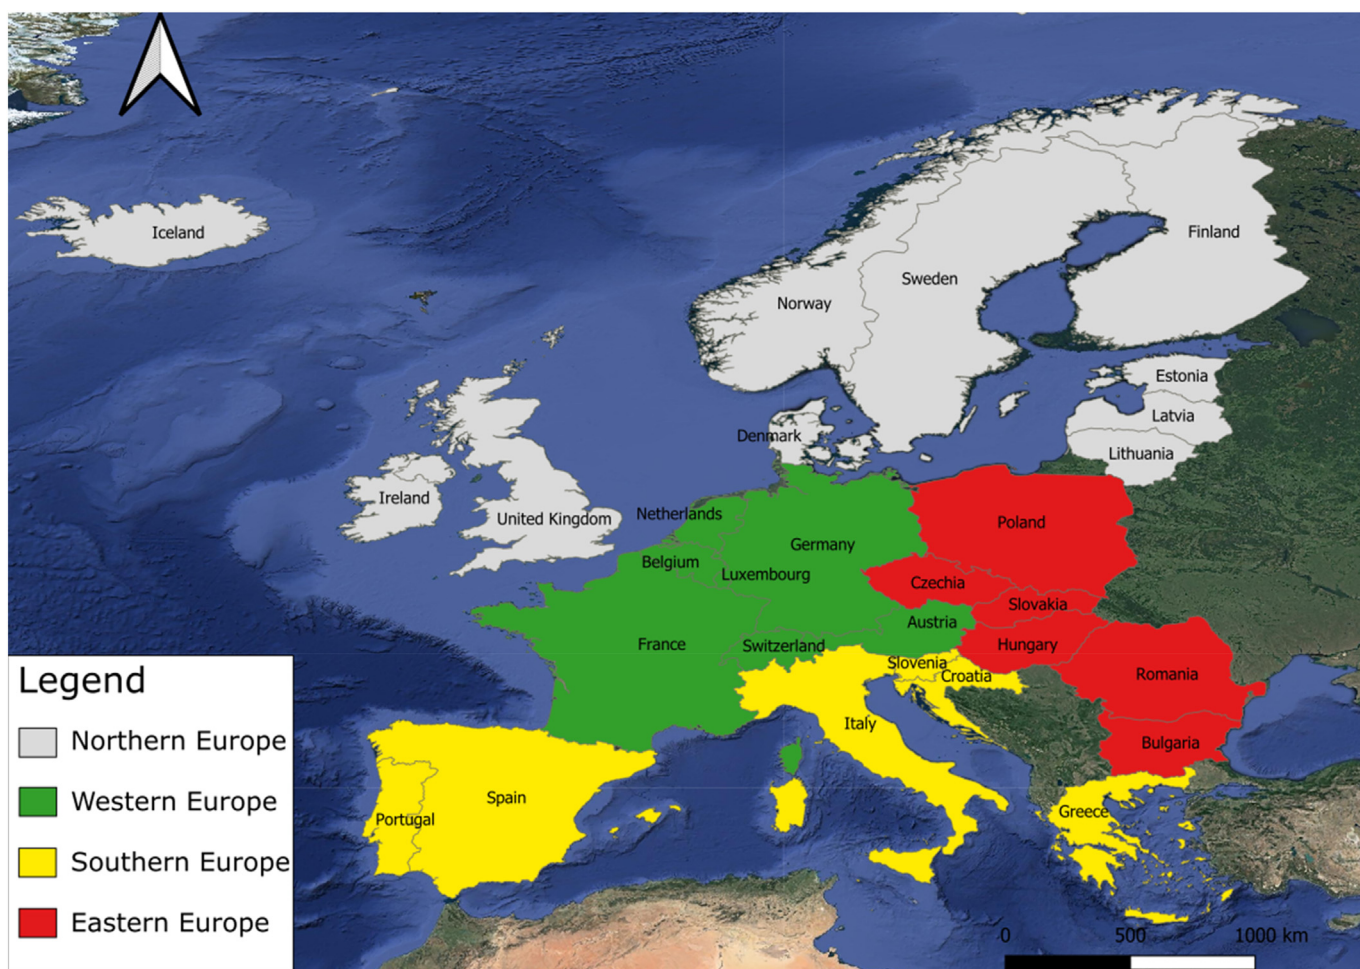 Iceland
Finland
Sweden
Norway
Estonia
Latvia
Denmark
Lithuania
Ireland
Netherlands
United Kingdom
Poland
Germany
Belgium
Luxembourg
Czechia
Slovakia
Austria
France
Switzerland
Hungary
Slovenia
Croatia
Romania
Italy
Bulgaria
Spain
Portugal
Greece
Legend
Northern Europe
Western Europe
Southern Europe
Eastern Europe
0 500 1000 km